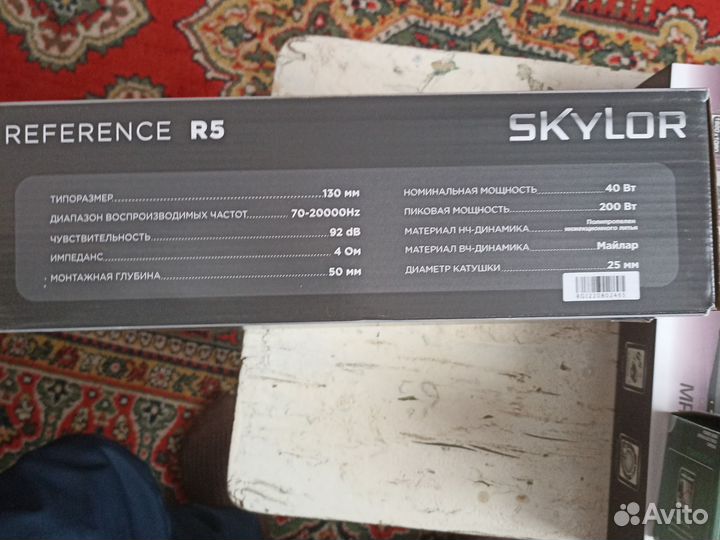 REFERENCE R5
SKYLOR
ТИПОРАЗМЕР 130 мм
ДИАПАЗОН ВОСПРОИЗВОДИМЫХ ЧАСТОТ 70-20000Hz
ЧУВСТВИТЕЛЬНОСТЬ 92 dB
ИМПЕДАНС 4 Ом
МОНТАЖНАЯ ГЛУБИНА 50 мм
НОМИНАЛЬНАЯ МОЩНОСТЬ 40 Вт
ПИКОВАЯ МОЩНОСТЬ 200 Вт
МАТЕРИАЛ НЧ-ДИНАМИКА Полипропилен инжекционного литья
МАТЕРИАЛ ВЧ-ДИНАМИКА Майлар
ДИАМЕТР КАТУШКИ 25 мм
Avito